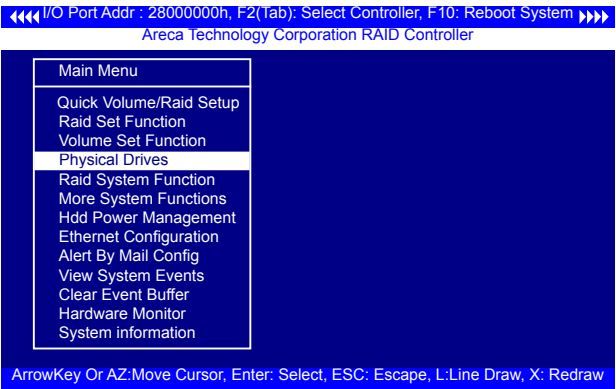 I/O Port Addr : 28000000h, F2(Tab): Select Controller, F10: Reboot System
Areca Technology Corporation RAID Controller
Main Menu
Quick Volume/Raid Setup
Raid Set Function
Volume Set Function
Physical Drives
Raid System Function
More System Functions
Hdd Power Management
Ethernet Configuration
Alert By Mail Config
View System Events
Clear Event Buffer
Hardware Monitor
System information
ArrowKey Or AZ:Move Cursor, Enter: Select, ESC: Escape, L:Line Draw, X: Redraw